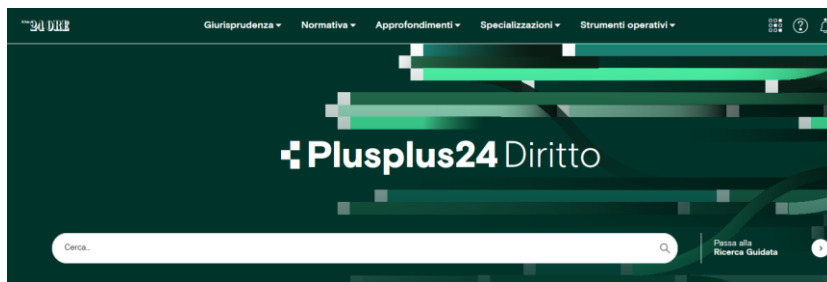 24 ORE
Giurisprudenza Normativa Approfondimenti Specializzazioni Strumenti operativi
?
Plusplus24 Diritto
Cerca..
Passa alla
Ricerca Guidata